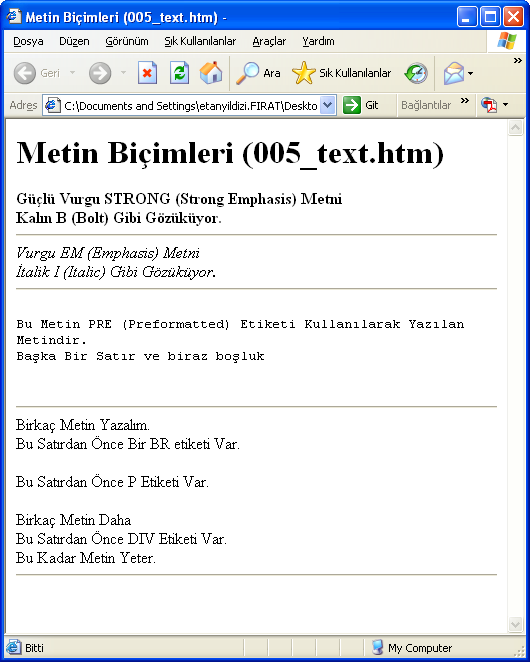 Metin Biçimleri (005_text.htm) -
Dosya Düzen Görünüm Sık Kullanılanlar Araçlar Yardım
Geri Ara Sık Kullanılanlar
Adres C:\Documents and Settings\etanyildizi.FIRAT\Deskto Git Bağlantılar
Metin Biçimleri (005_text.htm)
Güçlü Vurgu STRONG (Strong Emphasis) Metni
Kalın B (Bolt) Gibi Gözüküyor.
Vurgu EM (Emphasis) Metni
İtalik I (Italic) Gibi Gözüküyor.
Bu Metin PRE (Preformatted) Etiketi Kullanılarak Yazılan
Metindir.
Başka Bir Satır ve biraz boşluk
Birkaç Metin Yazalım.
Bu Satırdan Önce Bir BR etiketi Var.
Bu Satırdan Önce P Etiketi Var.
Birkaç Metin Daha
Bu Satırdan Önce DIV Etiketi Var.
Bu Kadar Metin Yeter.
Bitti My Computer